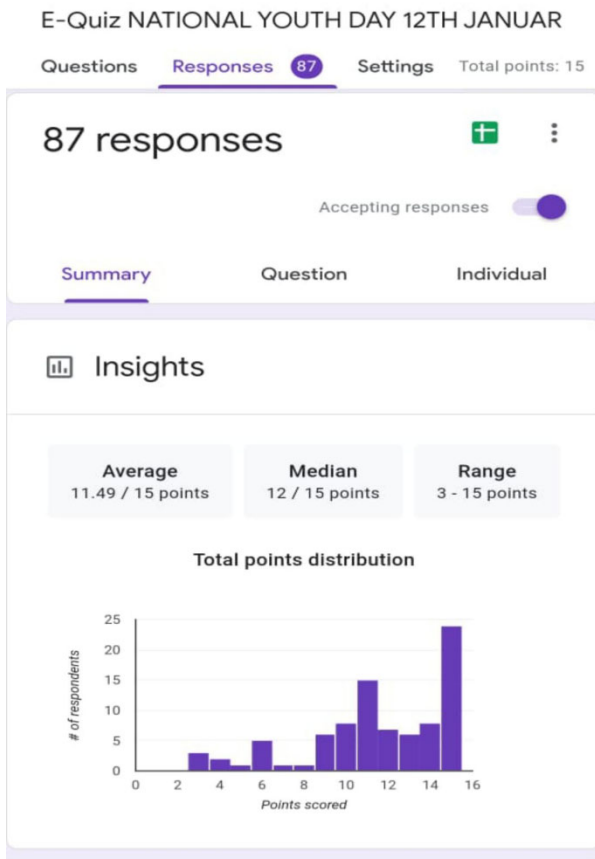 E-Quiz NATIONAL YOUTH DAY 12TH JANUAR
Questions Responses 87 Settings Total points: 15
87 responses
Accepting responses
Summary Question Individual
Insights
Average Median Range
11.49 / 15 points 12 / 15 points 3 - 15 points
Total points distribution
# of respondents
25
20
15
10
5
0
0 2 4 6 8 10 12 14 16
Points scored